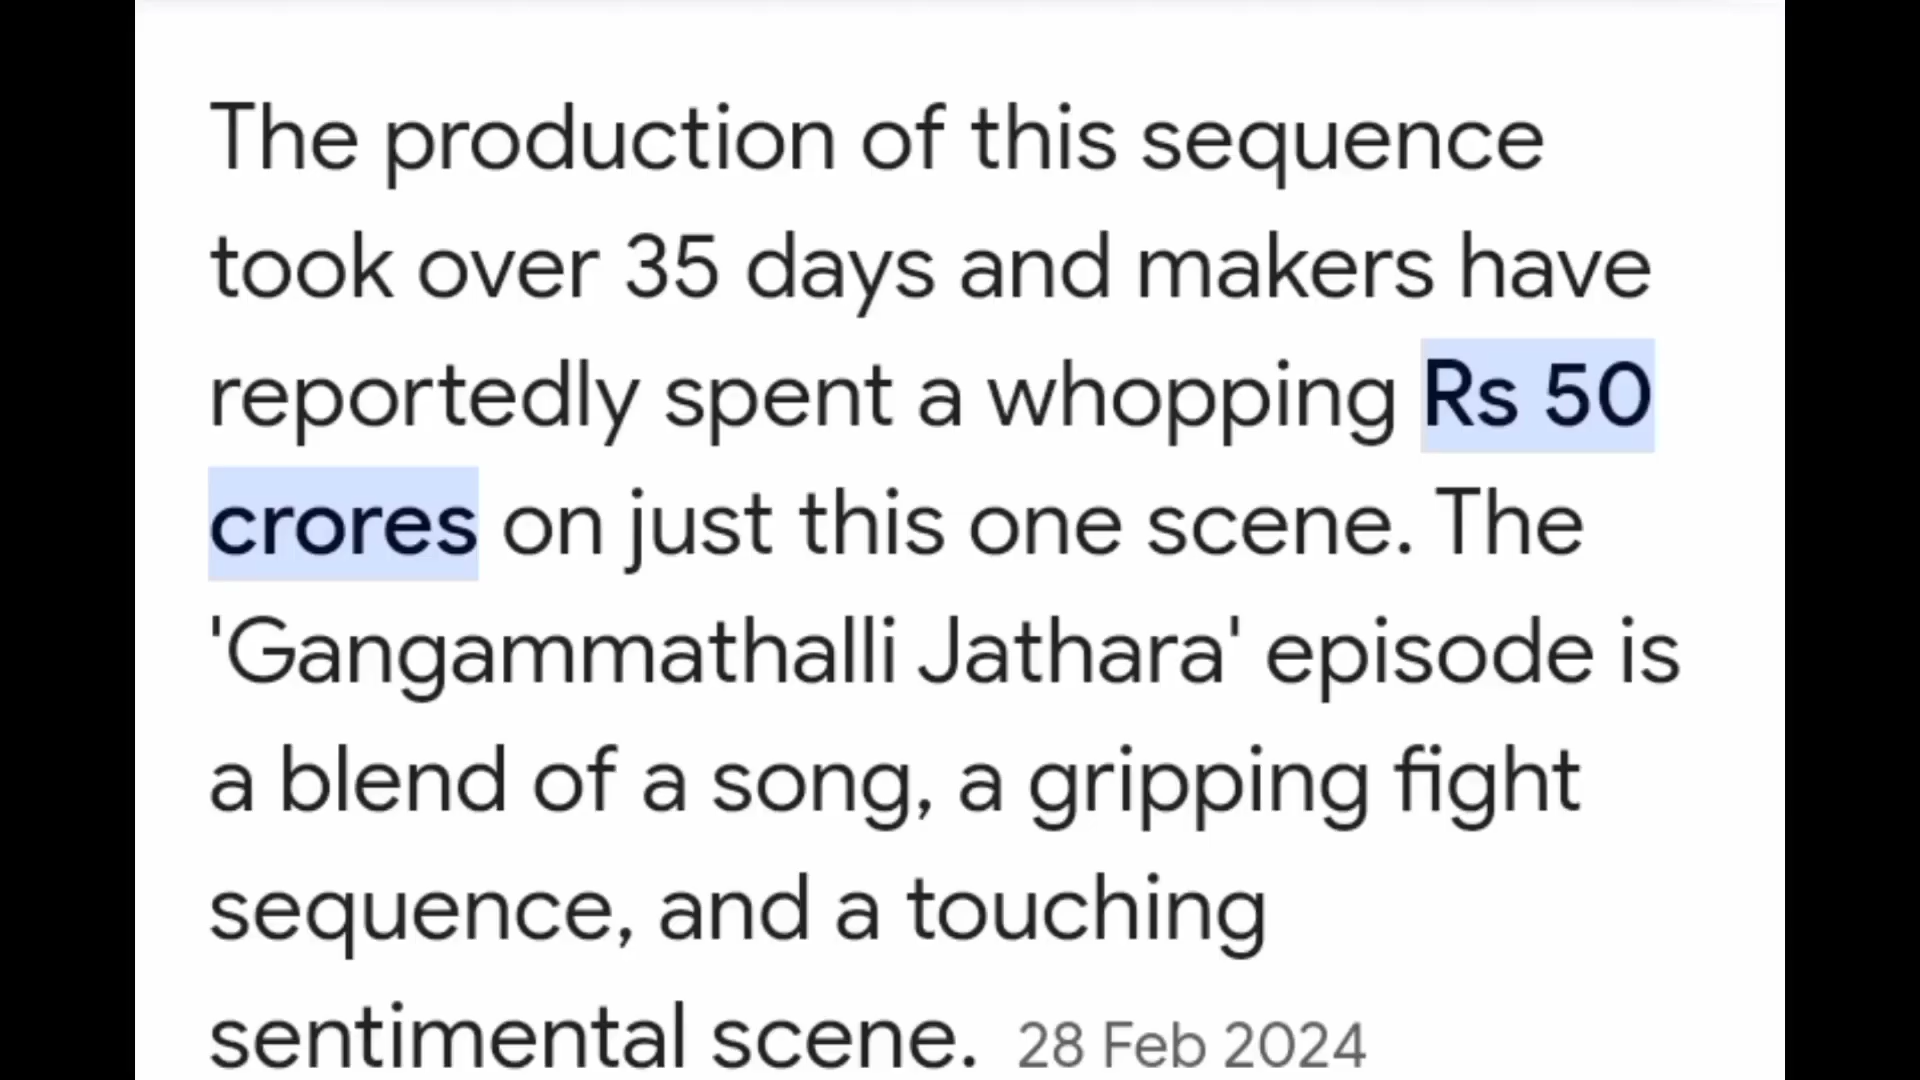 The production of this sequence
took over 35 days and makers have
reportedly spent a whopping Rs 50
crores on just this one scene. The
'Gangammathalli Jathara' episode is
a blend of a song, a gripping fight
sequence, and a touching
sentimental scene. 28 Feb 2024